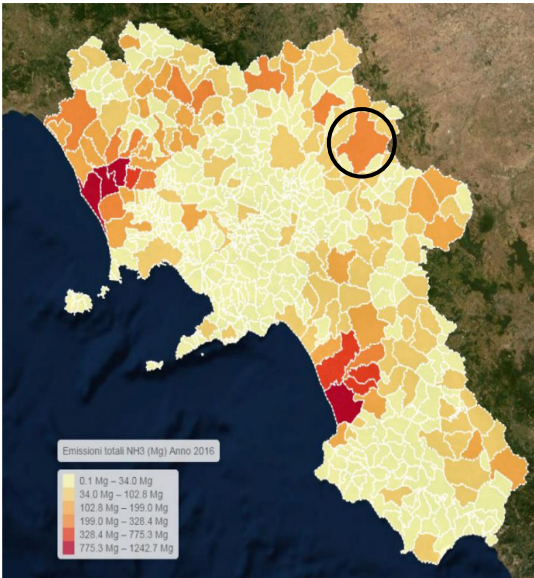 Emissioni totali NH3 (Mg) Anno 2016
0.1 Mg – 34.0 Mg
34.0 Mg – 102.8 Mg
102.8 Mg – 199.0 Mg
199.0 Mg – 328.4 Mg
328.4 Mg – 775.3 Mg
775.3 Mg – 1242.7 Mg